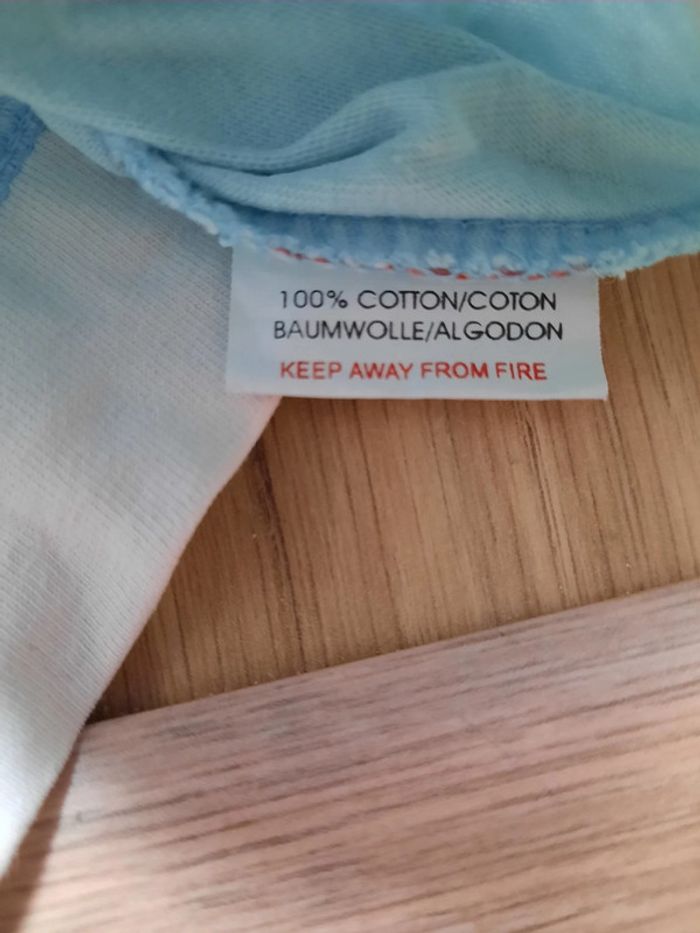 100% COTTON/COTON
BAUMWOLLE/ALGODON
KEEP AWAY FROM FIRE